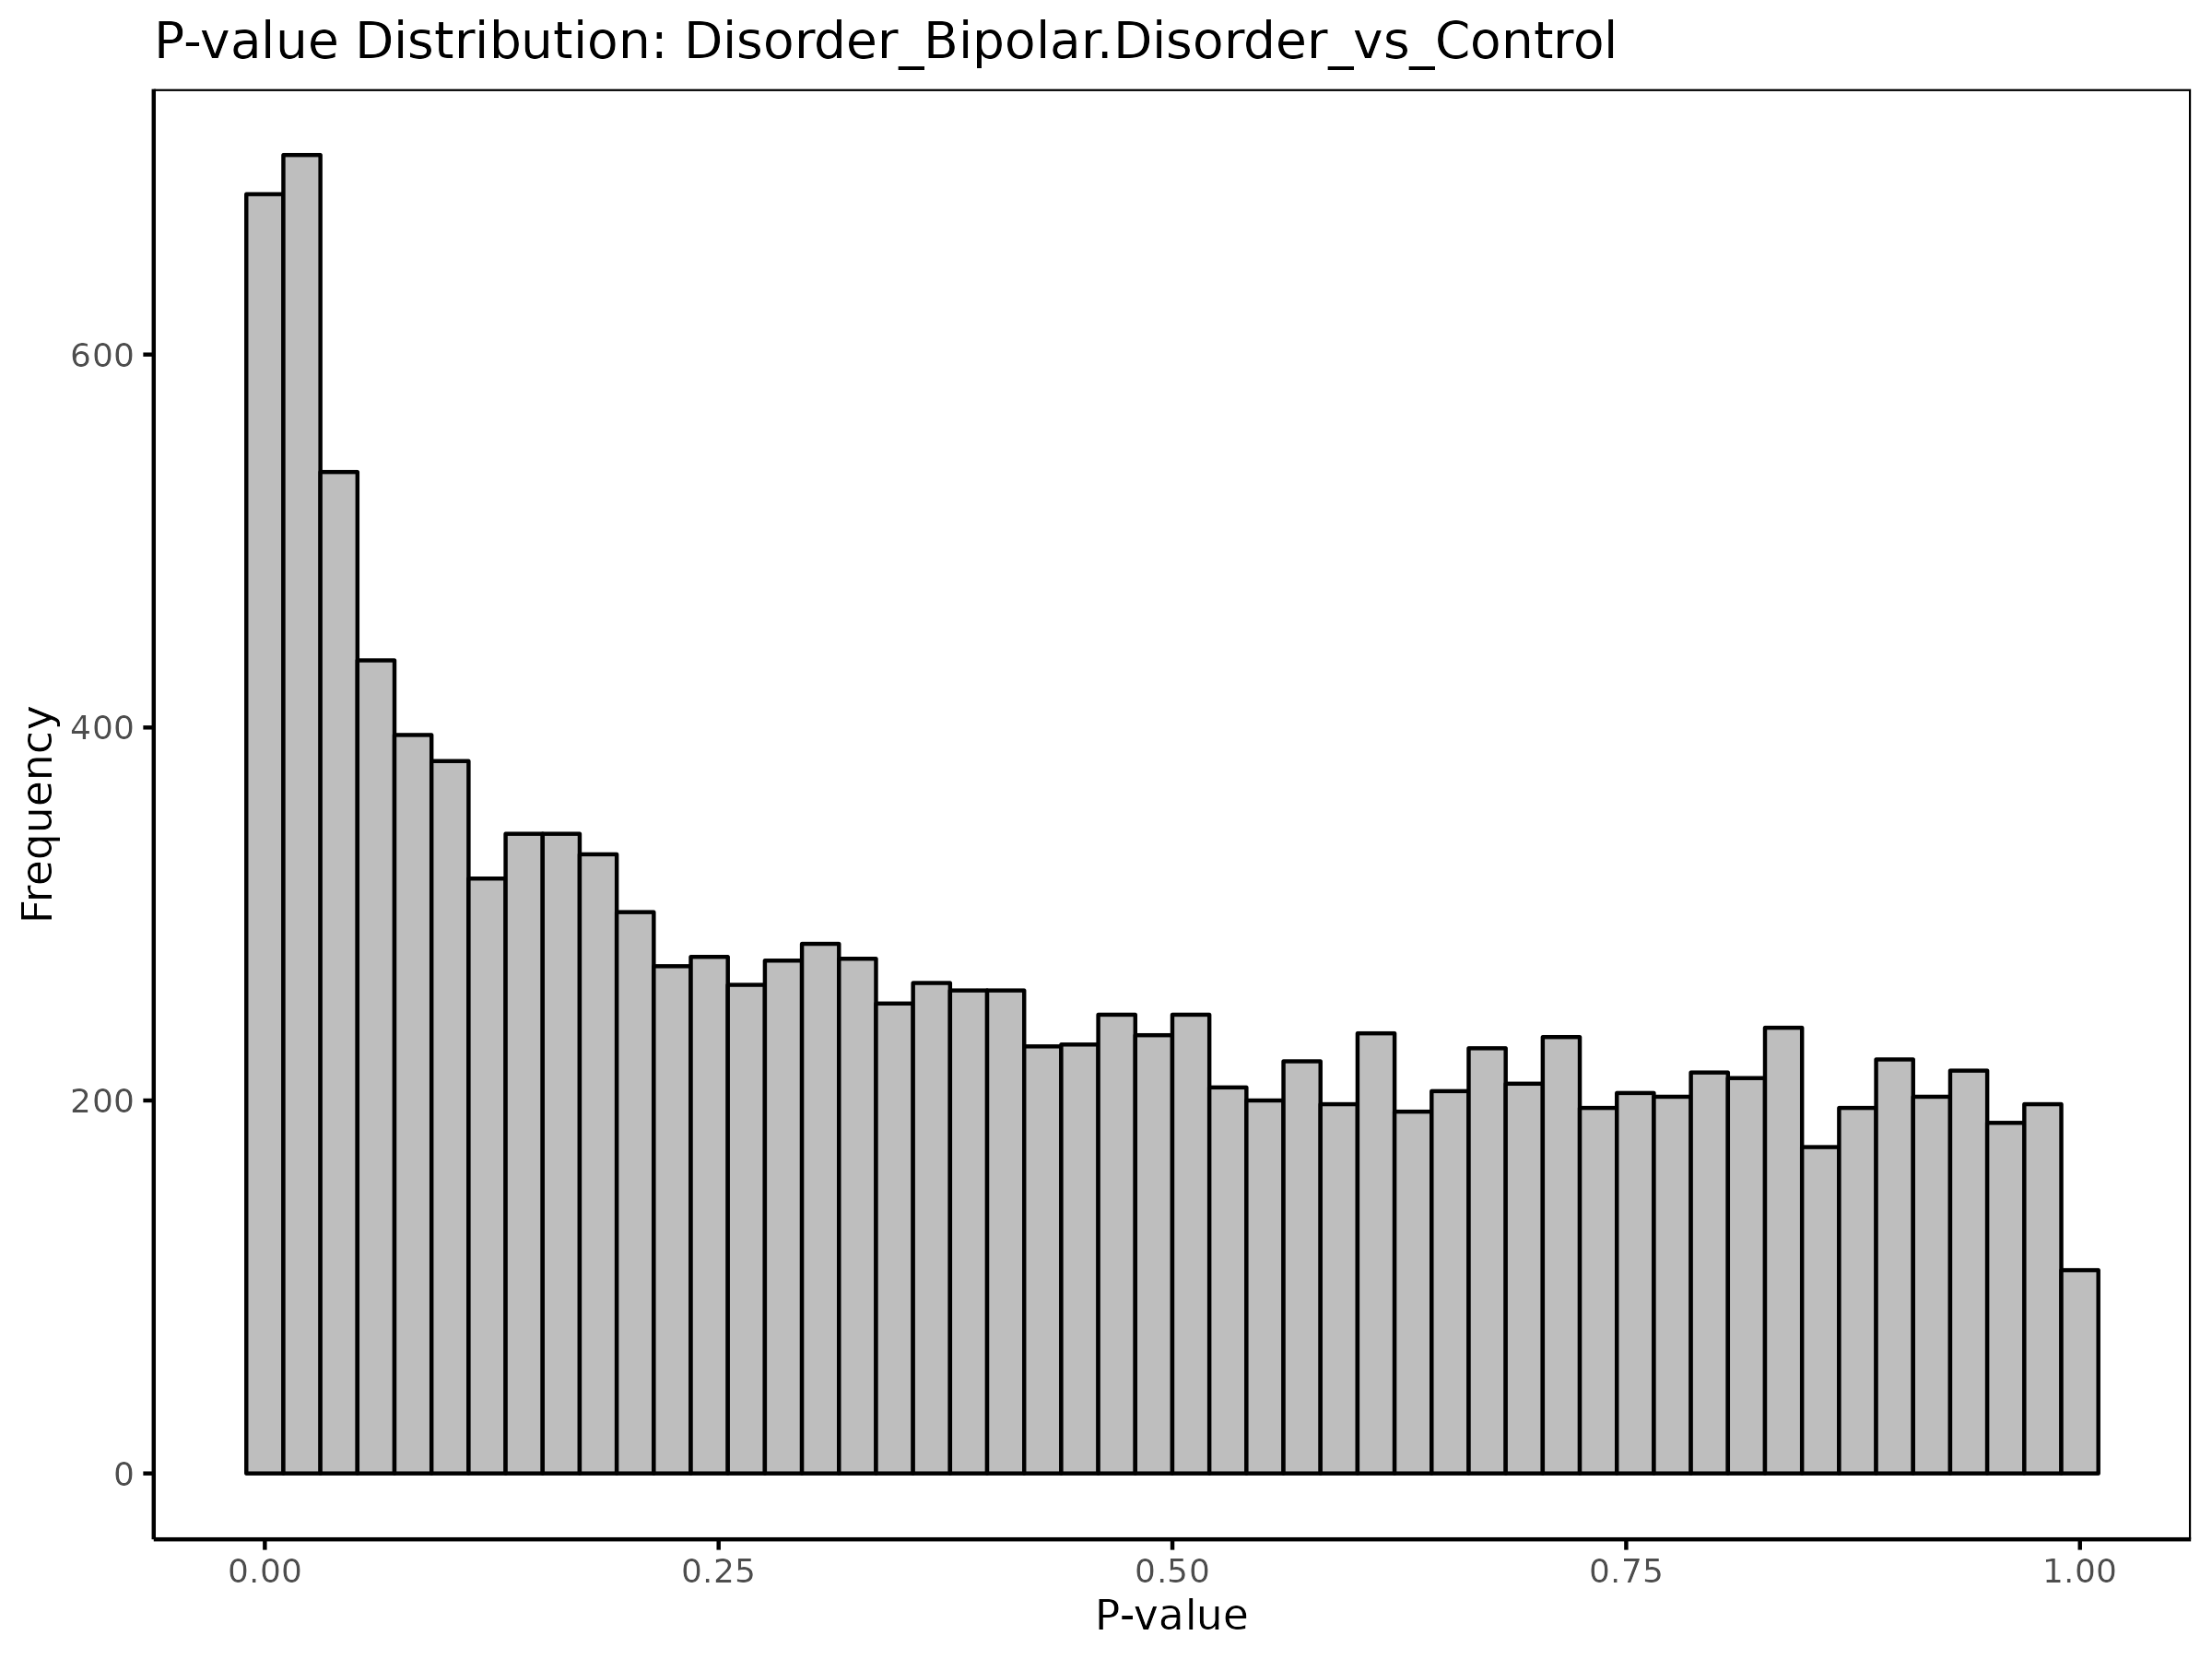 P-value Distribution: Disorder_Bipolar.Disorder_vs_Control
Frequency
600
400
200
0
0.00 0.25 0.50 0.75 1.00
P-value